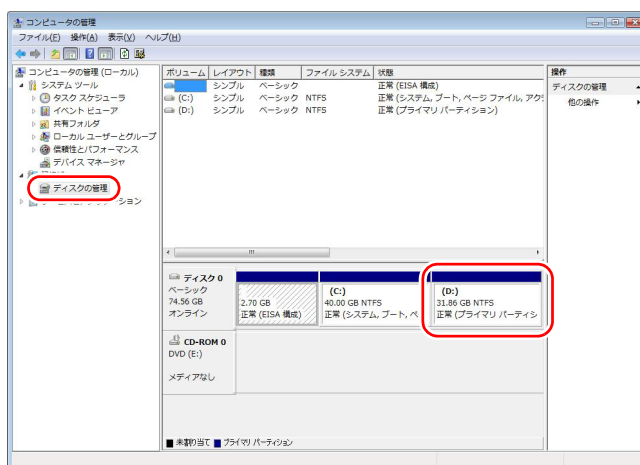 コンピュータの管理
ファイル(F) 操作(A) 表示(V) ヘルプ(H)
コンピュータの管理 (ローカル)
システム ツール
タスク スケジューラ
イベント ビューア
共有フォルダ
ローカル ユーザーとグループ
信頼性とパフォーマンス
デバイス マネージャ
ディスクの管理
ション
ボリューム レイアウト 種類 ファイル システム 状態
シンプル ベーシック 正常 (EISA 構成)
(C:) シンプル ベーシック NTFS 正常 (システム, ブート, ページ ファイル, アク
(D:) シンプル ベーシック NTFS 正常 (プライマリ パーティション)
操作
ディスクの管理
他の操作
ディスク 0
ベーシック
74.56 GB
オンライン
2.70 GB
正常 (EISA 構成)
(C:)
40.00 GB NTFS
正常 (システム, ブート, ペ
(D:)
31.86 GB NTFS
正常 (プライマリ パーティシ
CD-ROM 0
DVD (E:)
メディアなし
未割り当て プライマリ パーティション